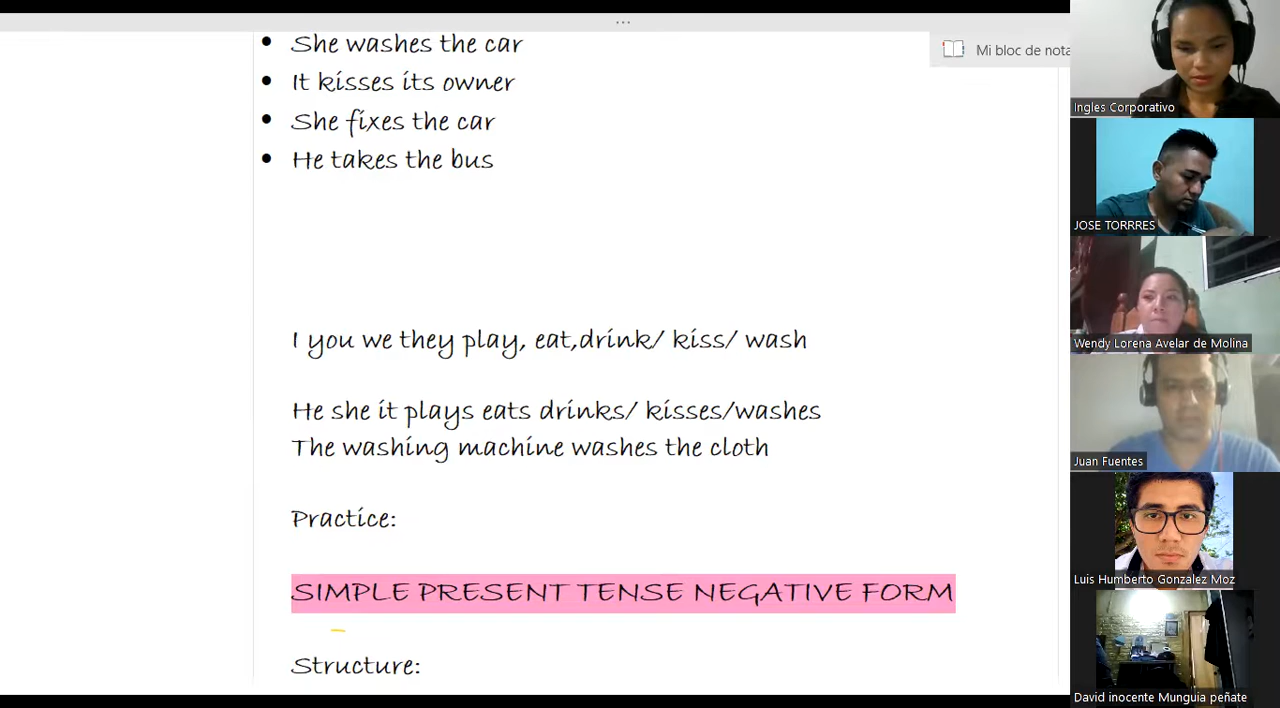 She washes the car
It kisses its owner
She fixes the car
He takes the bus
I you we they play, eat,drink/ kiss/ wash
He she it plays eats drinks/ kisses/washes
The washing machine washes the cloth
Practice:
SIMPLE PRESENT TENSE NEGATIVE FORM
Structure:
Mi bloc de nota
Ingles Corporativo
JOSE TORRRES
Wendy Lorena Avelar de Molina
Juan Fuentes
Luis Humberto Gonzalez Moz
David inocente Munguia peñate